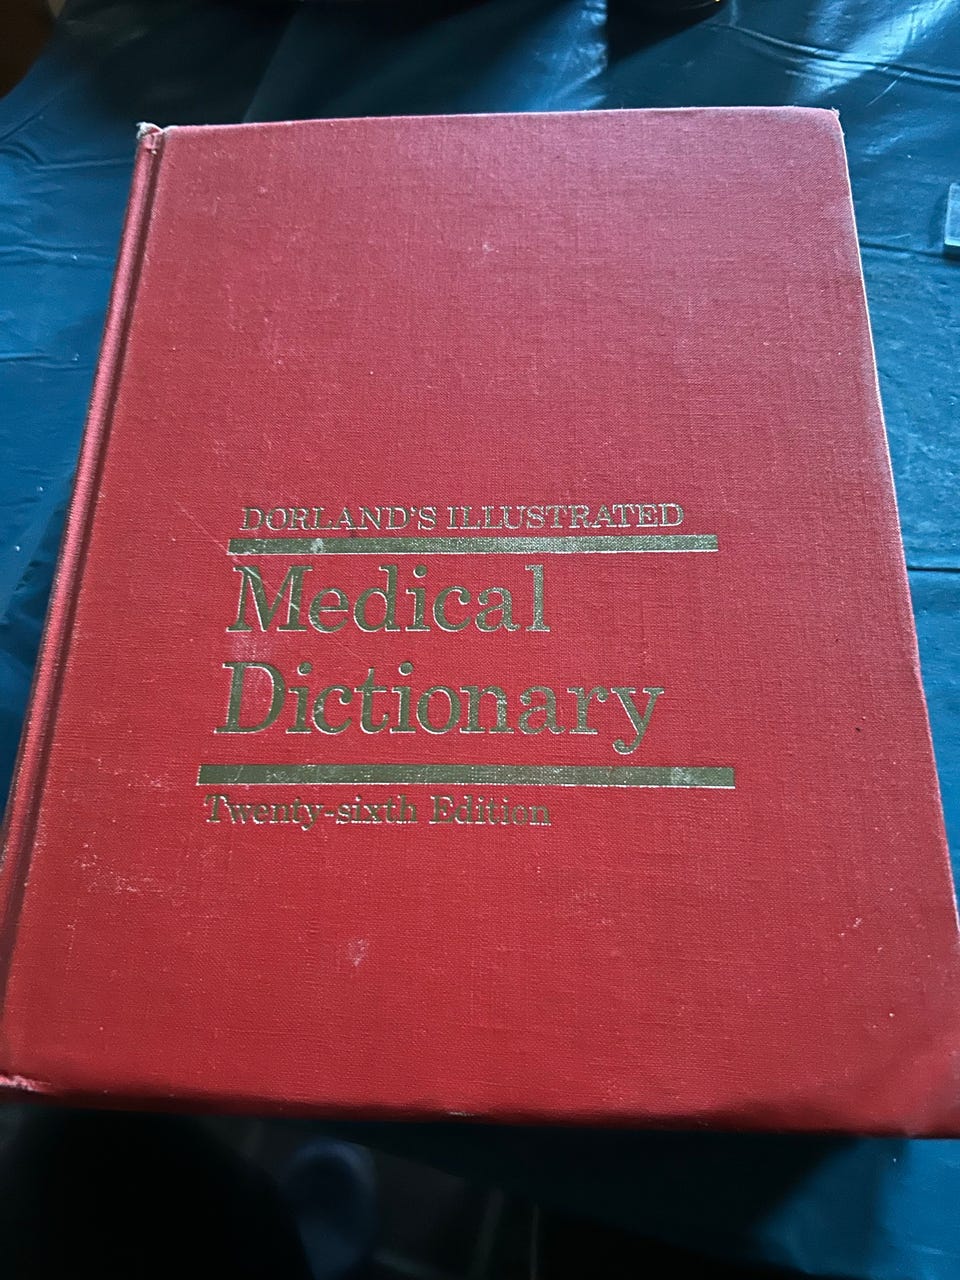 DORLAND'S ILLUSTRATED
Medical
Dictionary
Twenty-sixth Edition